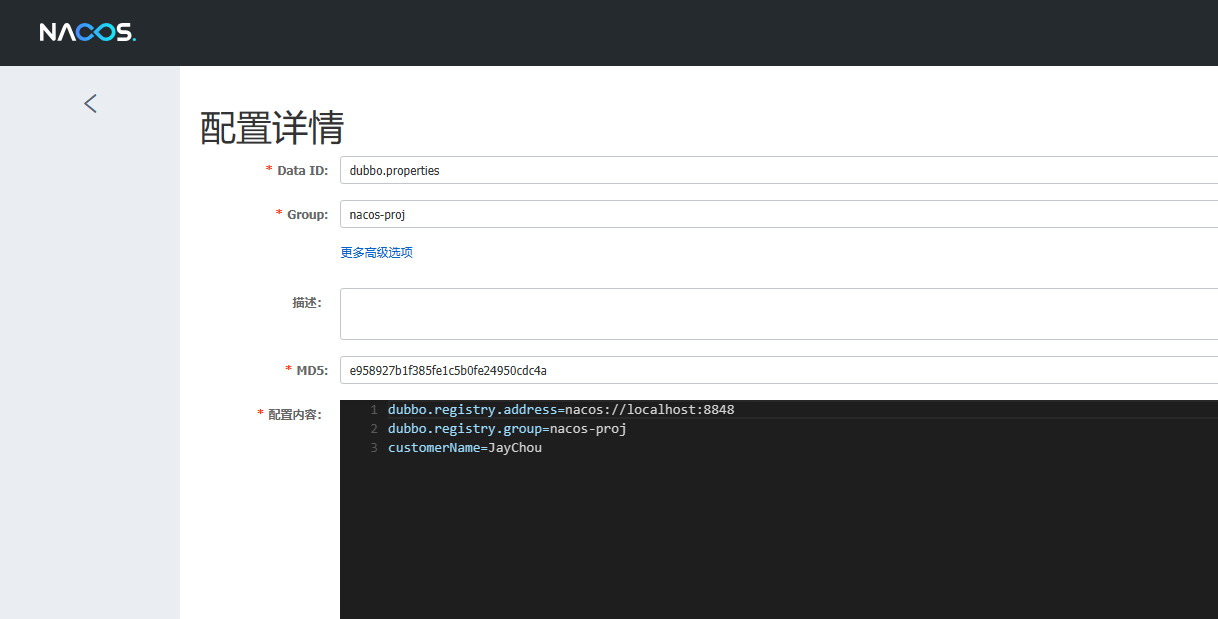 NACOS.
配置详情
* Data ID: dubbo.properties
* Group: nacos-proj
更多高级选项
描述:
* MD5: e958927b1f385fe1c5b0fe24950cdc4a
* 配置内容:
1 dubbo.registry.address=nacos://localhost:8848
2 dubbo.registry.group=nacos-proj
3 customerName=JayChou